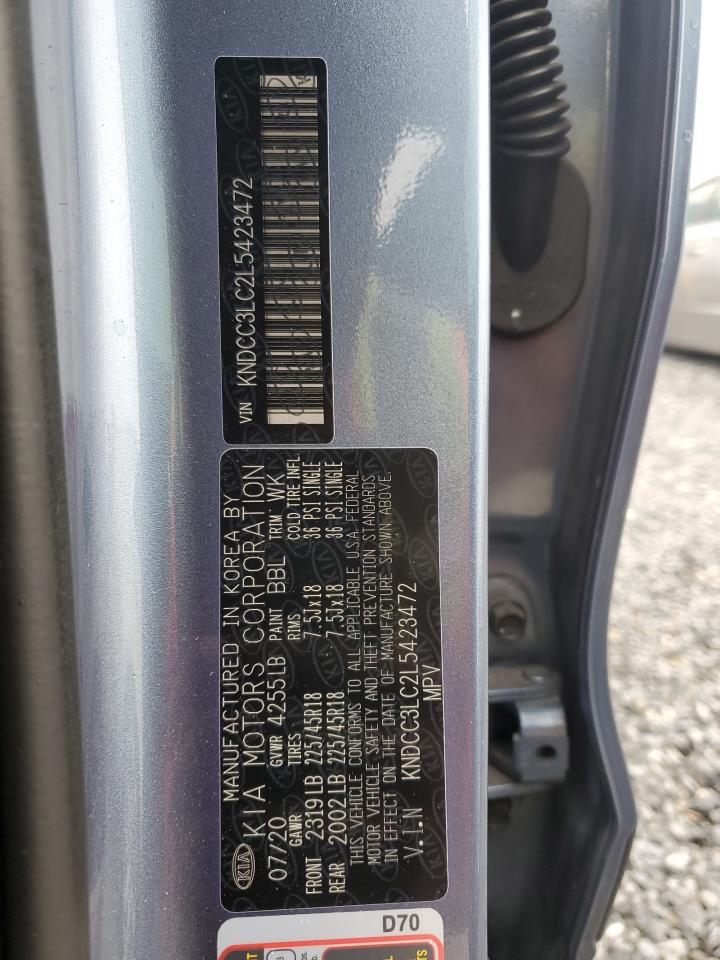 VIN KNDCC3LC2L5423472
MANUFACTURED IN KOREA BY
KIA KIA MOTORS CORPORATION
07/20 GVWR 4255LB PAINT BBL TRIM WK
GAWR TIRES RIMS COLD TIRE INFL.
FRONT 2319LB 225/45R18 7.5Jx18 36 PSI SINGLE
REAR 2002LB 225/45R18 7.5Jx18 36 PSI SINGLE
THIS VEHICLE CONFORMS TO ALL APPLICABLE U.S.A. FEDERAL
MOTOR VEHICLE SAFETY AND THEFT PREVENTION STANDARDS
IN EFFECT ON THE DATE OF MANUFACTURE SHOWN ABOVE.
V.I.N KNDCC3LC2L5423472
MPV
D70